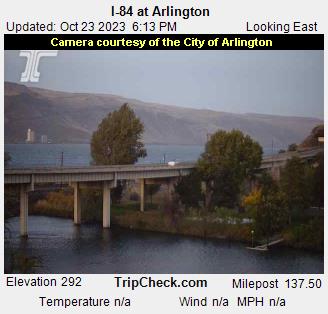 I-84 at Arlington
Updated: Oct 23 2023 6:13 PM Looking East
Camera courtesy of the City of Arlington
Elevation 292 TripCheck.com Milepost 137.50
Temperature n/a Wind n/a MPH n/a